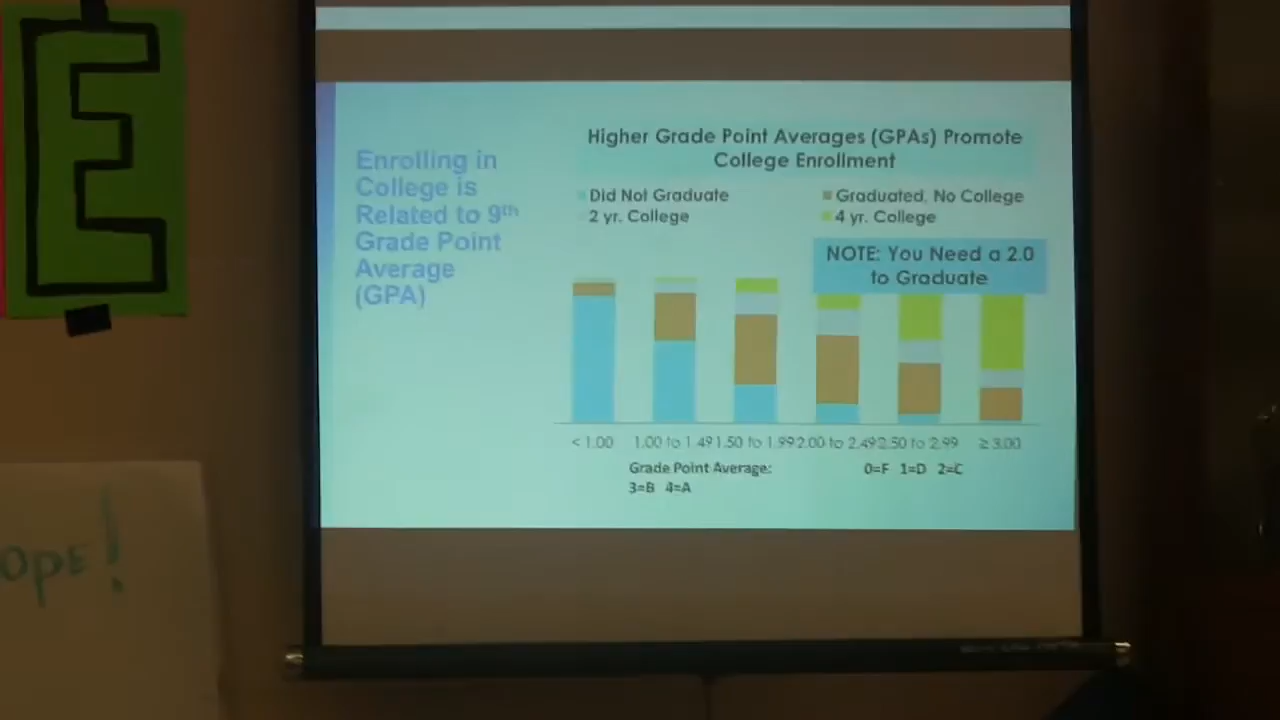 E
Enrolling in
College is
Related to 9th
Grade Point
Average
(GPA)
Higher Grade Point Averages (GPAs) Promote
College Enrollment
Did Not Graduate
Graduated, No College
2 yr. College
4 yr. College
NOTE: You Need a 2.0
to Graduate
< 1.00
1.00 to 1.49
1.50 to 1.99
2.00 to 2.49
2.50 to 2.99
≥ 3.00
Grade Point Average: 0=F 1=D 2=C
3=B 4=A
OPE!